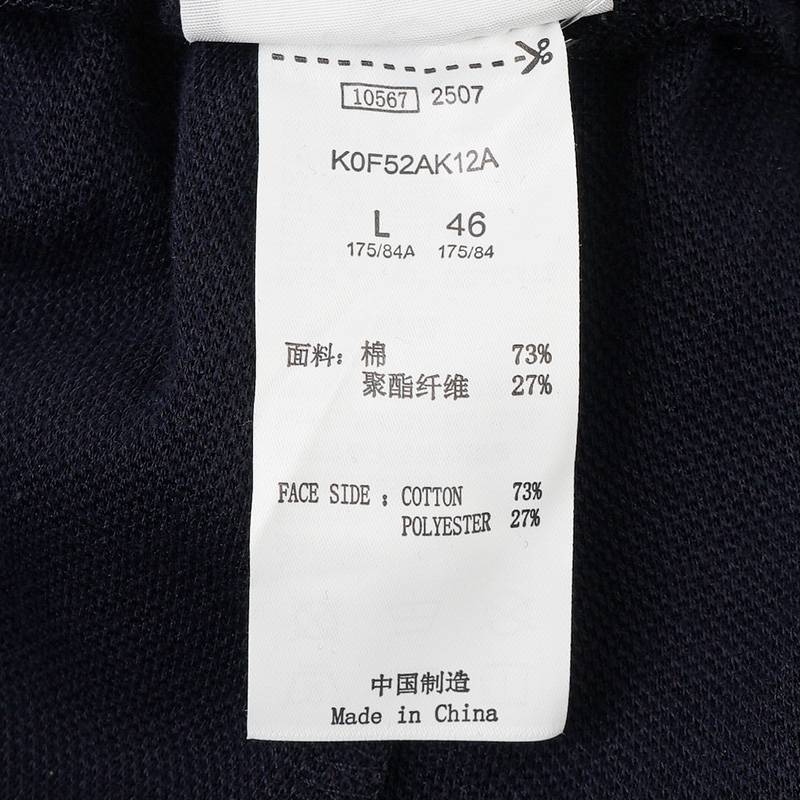 10567 2507
K0F52AK12A
L 46
175/84A 175/84
面料: 棉 73%
聚酯纤维 27%
FACE SIDE : COTTON 73%
POLYESTER 27%
中国制造
Made in China